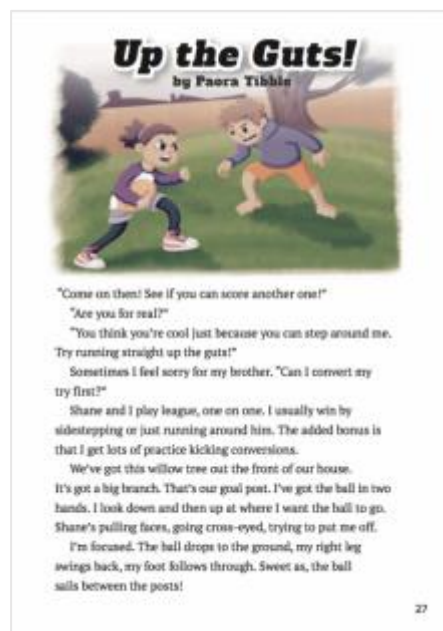 Up the Guts!
by Paora Tibble
"Come on then! See if you can score another one!"
"Are you for real?"
"You think you're cool just because you can step around me.
Try running straight up the guts!"
Sometimes I feel sorry for my brother. "Can I convert my
try first?"
Shane and I play league, one on one. I usually win by
sidestepping or just running around him. The added bonus is
that I get lots of practice kicking conversions.
We've got this willow tree out the front of our house.
It's got a big branch. That's our goal post. I've got the ball in two
hands. I look down and then up at where I want the ball to go.
Shane's pulling faces, going cross-eyed, trying to put me off.
I'm focused. The ball drops to the ground, my right leg
swings back, my foot follows through. Sweet as, the ball
sails between the posts!
27